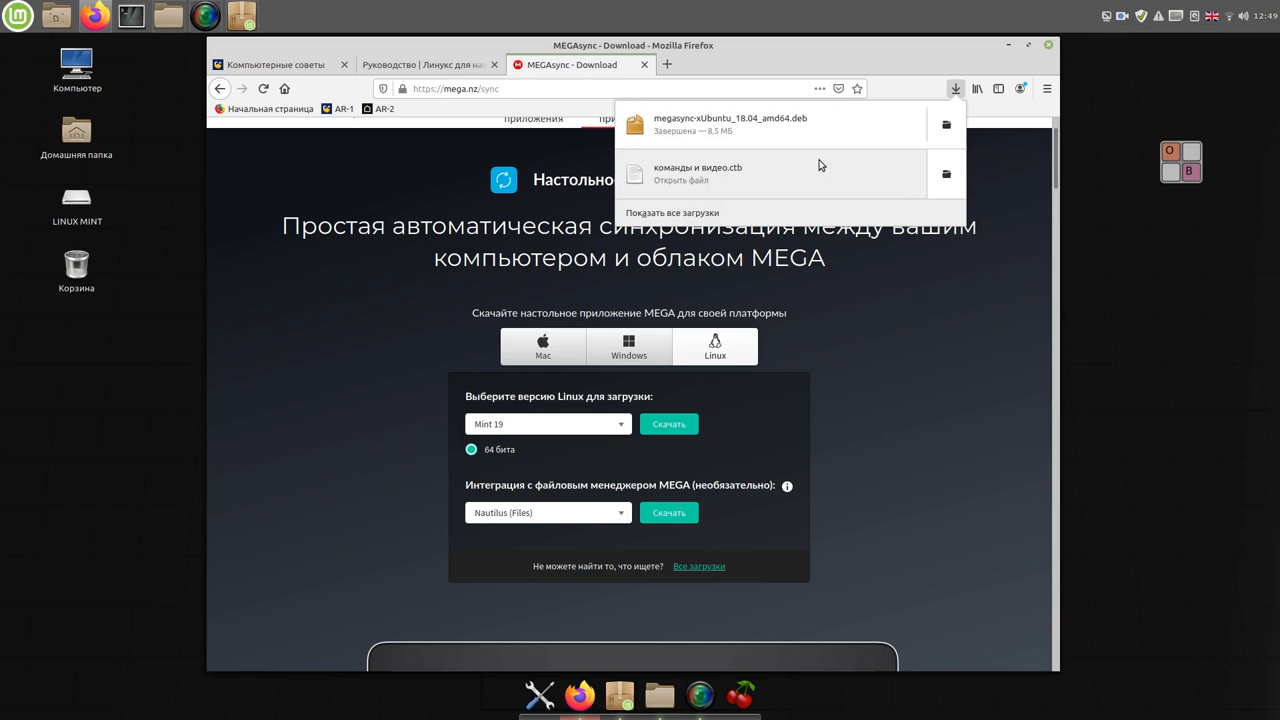 12:49
Компьютер
Домашняя папка
LINUX MINT
Корзина
O
B
MEGAsync - Download - Mozilla Firefox
Компьютерные советы
Руководство | Линукс для нач
MEGAsync - Download
https://mega.nz/sync
Начальная страница
AR-1
AR-2
приложения
при
megasync-xUbuntu_18.04_amd64.deb
Завершена — 8,5 МБ
команды и видео.ctb
Открыть файл
Показать все загрузки
Настольно
Простая автоматическая синхронизация между вашим
компьютером и облаком MEGA
Скачайте настольное приложение MEGA для своей платформы
Mac
Windows
Linux
Выберите версию Linux для загрузки:
Mint 19
Скачать
64 бита
Интеграция с файловым менеджером MEGA (необязательно):
Nautilus (Files)
Скачать
Не можете найти то, что ищете? Все загрузки